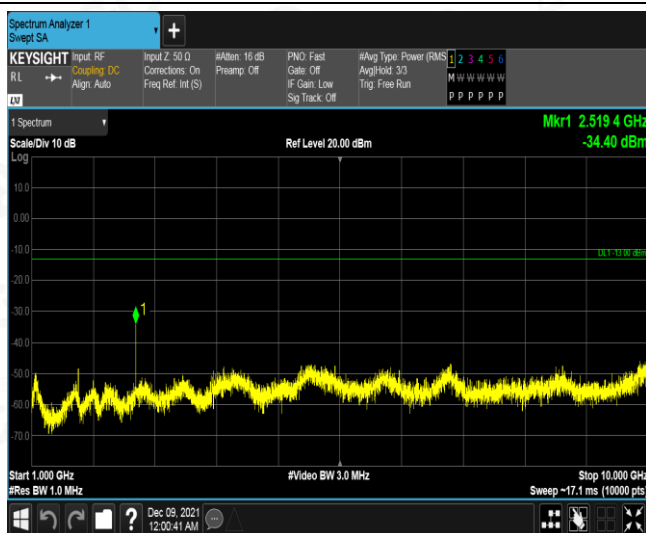 Spectrum Analyzer 1
Swept SA
+
KEYSIGHT
RL
LXI
Input: RF
Coupling: DC
Align: Auto
Input Z: 50 Ω
Corrections: On
Freq Ref: Int (S)
#Atten: 16 dB
Preamp: Off
PNO: Fast
Gate: Off
IF Gain: Low
Sig Track: Off
#Avg Type: Power (RMS
Avg|Hold: 3/3
Trig: Free Run
1 2 3 4 5 6
M W W W W W
P P P P P P
1 Spectrum
Mkr1 2.519 4 GHz
-34.40 dBm
Scale/Div 10 dB
Ref Level 20.00 dBm
Log
10.0
0.00
-10.0
DL1 -13.00 dBm
-20.0
-30.0
1
-40.0
-50.0
-60.0
-70.0
Start 1.000 GHz
#Video BW 3.0 MHz
Stop 10.000 GHz
#Res BW 1.0 MHz
Sweep ~17.1 ms (10000 pts)
?
Dec 09, 2021
12:00:41 AM